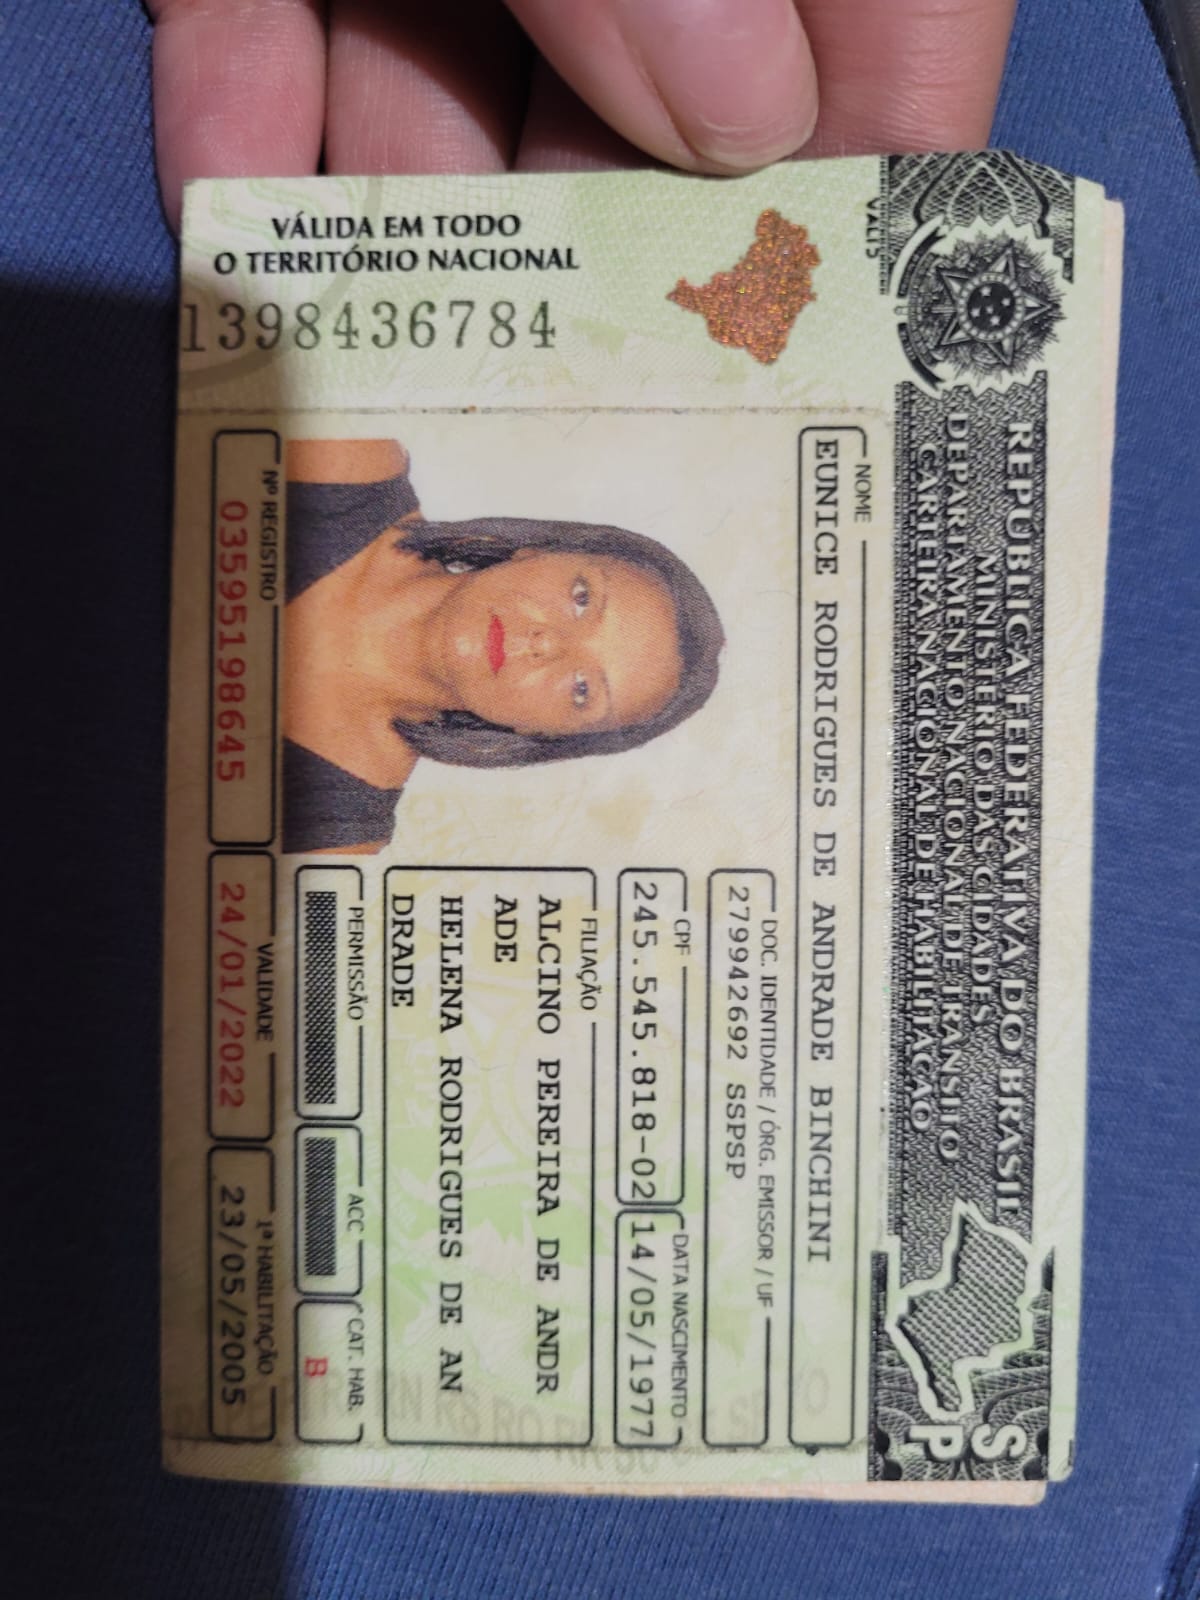 REPÚBLICA FEDERATIVA DO BRASIL
MINISTÉRIO DAS CIDADES
DEPARTAMENTO NACIONAL DE TRÂNSITO
CARTEIRA NACIONAL DE HABILITAÇÃO
SP
NOME
EUNICE RODRIGUES DE ANDRADE BINCHINI
DOC. IDENTIDADE / ÓRG. EMISSOR / UF
279942692 SSPSP
CPF
DATA NASCIMENTO
245.545.818-02
14/05/1977
FILIAÇÃO
ALCINO PEREIRA DE ANDR
ADE
HELENA RODRIGUES DE AN
DRADE
PERMISSÃO
ACC
CAT. HAB.
B
Nº REGISTRO
VALIDADE
1ª HABILITAÇÃO
03595198645
24/01/2022
23/05/2005
VÁLIDA EM TODO
O TERRITÓRIO NACIONAL
1398436784